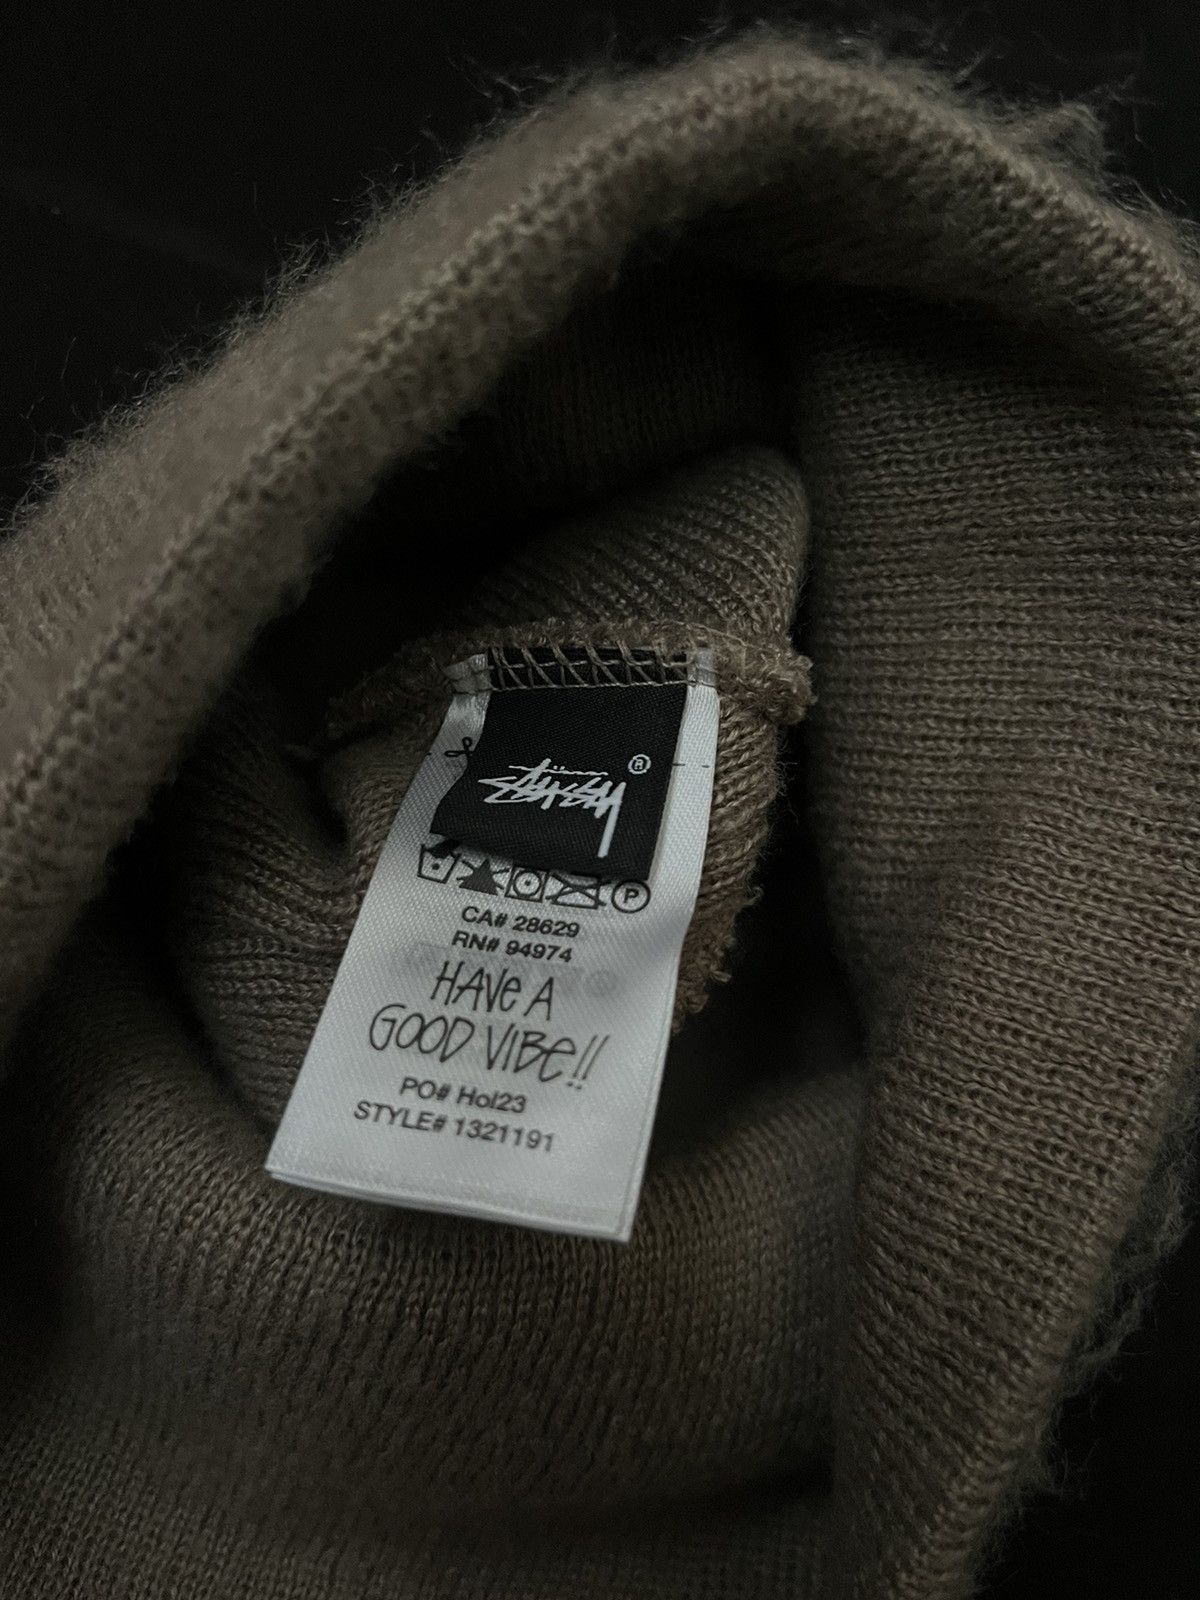 Stüssy®
P
CA# 28629
RN# 94974
HAVE A
GOOD VIBE!!
PO# Hol23
STYLE# 1321191